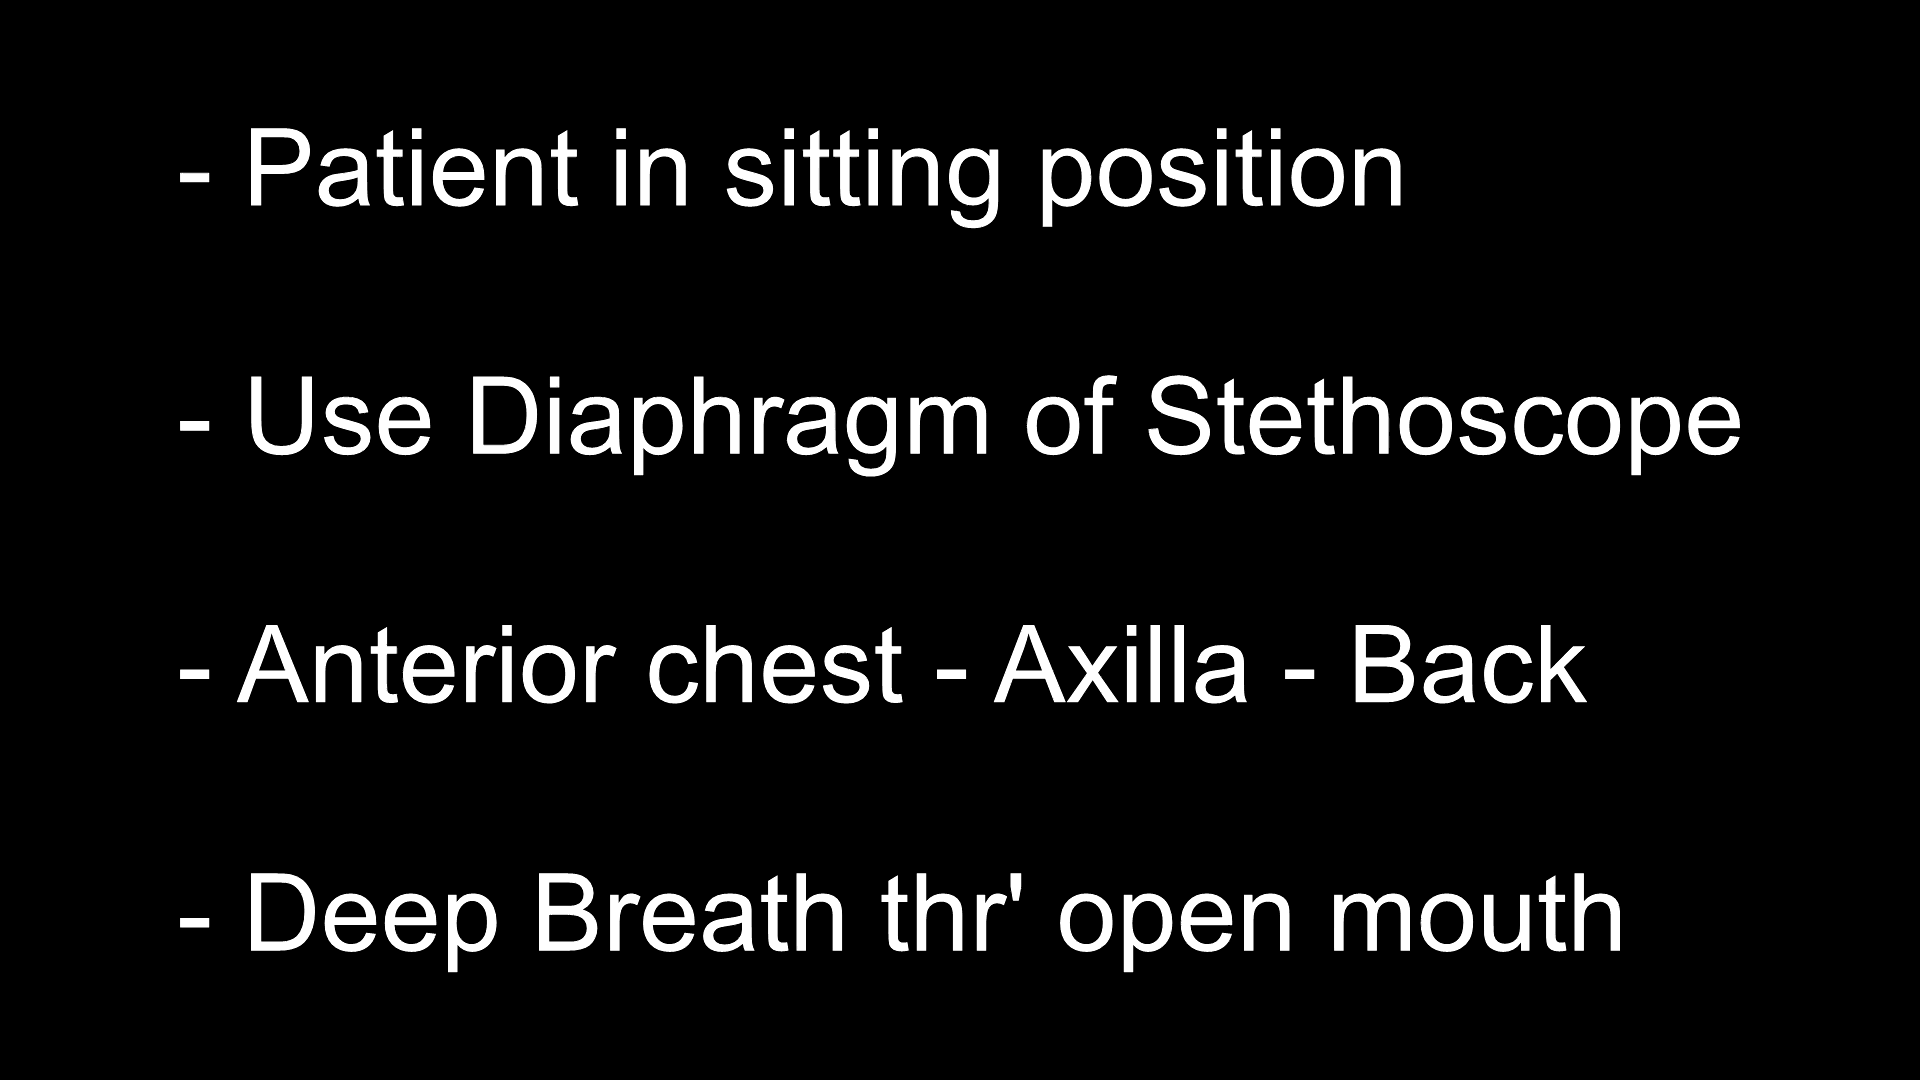 - Patient in sitting position
- Use Diaphragm of Stethoscope
- Anterior chest - Axilla - Back
- Deep Breath thr' open mouth